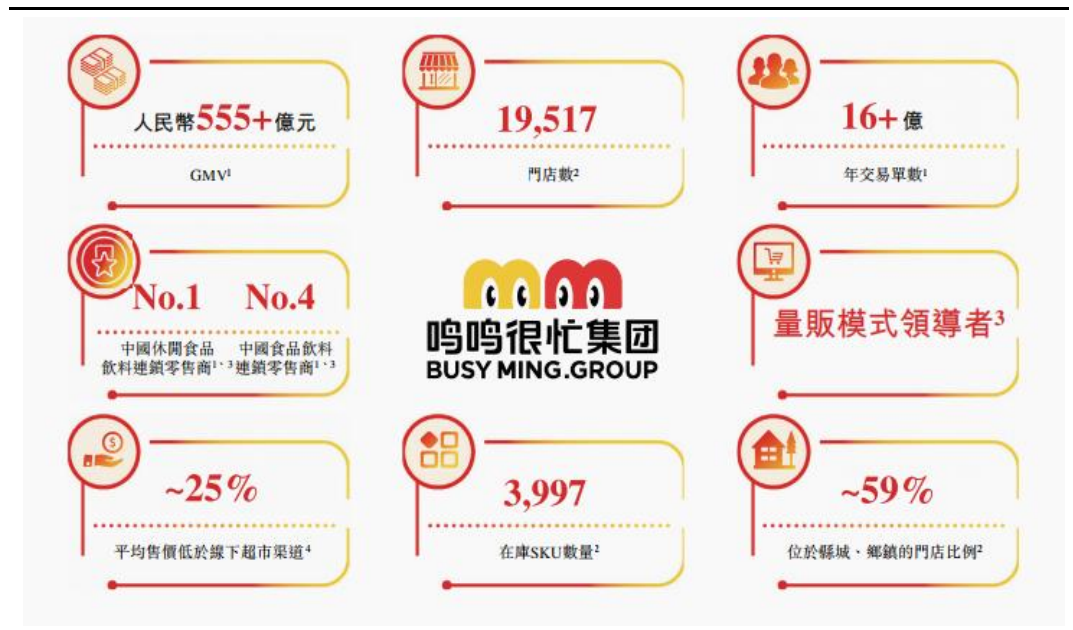 人民幣555+億元
GMV¹
19,517
門店數²
16+億
年交易單數¹
No.1
中國休閒食品
飲料連鎖零售商¹、³
No.4
中國食品飲料
連鎖零售商¹、³
鸣鸣很忙集团
BUSY MING.GROUP
量販模式領導者³
~25%
平均售價低於線下超市渠道⁴
3,997
在庫SKU數量²
~59%
位於縣城、鄉鎮的門店比例²